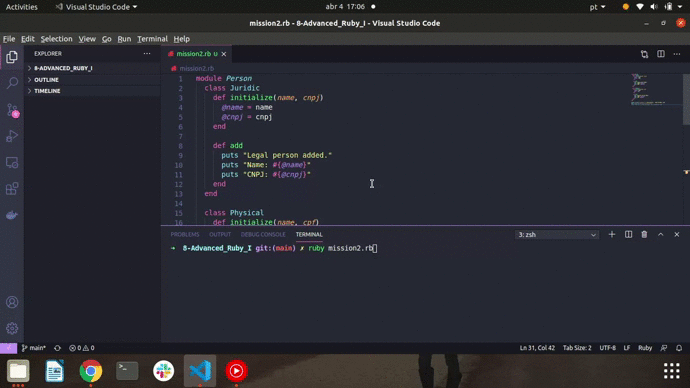 Activities
Visual Studio Code
abr 4 17:06
pt
mission2.rb - 8-Advanced_Ruby_I - Visual Studio Code
File Edit Selection View Go Run Terminal Help
EXPLORER
8-ADVANCED_RUBY_I
OUTLINE
TIMELINE
mission2.rb U
mission2.rb
1 module Person
2 class Juridic
3 def initialize(name, cnpj)
4 @name = name
5 @cnpj = cnpj
6 end
7
8 def add
9 puts "Legal person added."
10 puts "Name: #{@name}"
11 puts "CNPJ: #{@cnpj}"
12 end
13 end
14
15 class Physical
16 def initialize(name, cpf)
PROBLEMS OUTPUT DEBUG CONSOLE TERMINAL
3: zsh
→ 8-Advanced_Ruby_I git:(main) ✗ ruby mission2.rb
main*
0 0
Ln 31, Col 42 Tab Size: 2 UTF-8 LF Ruby